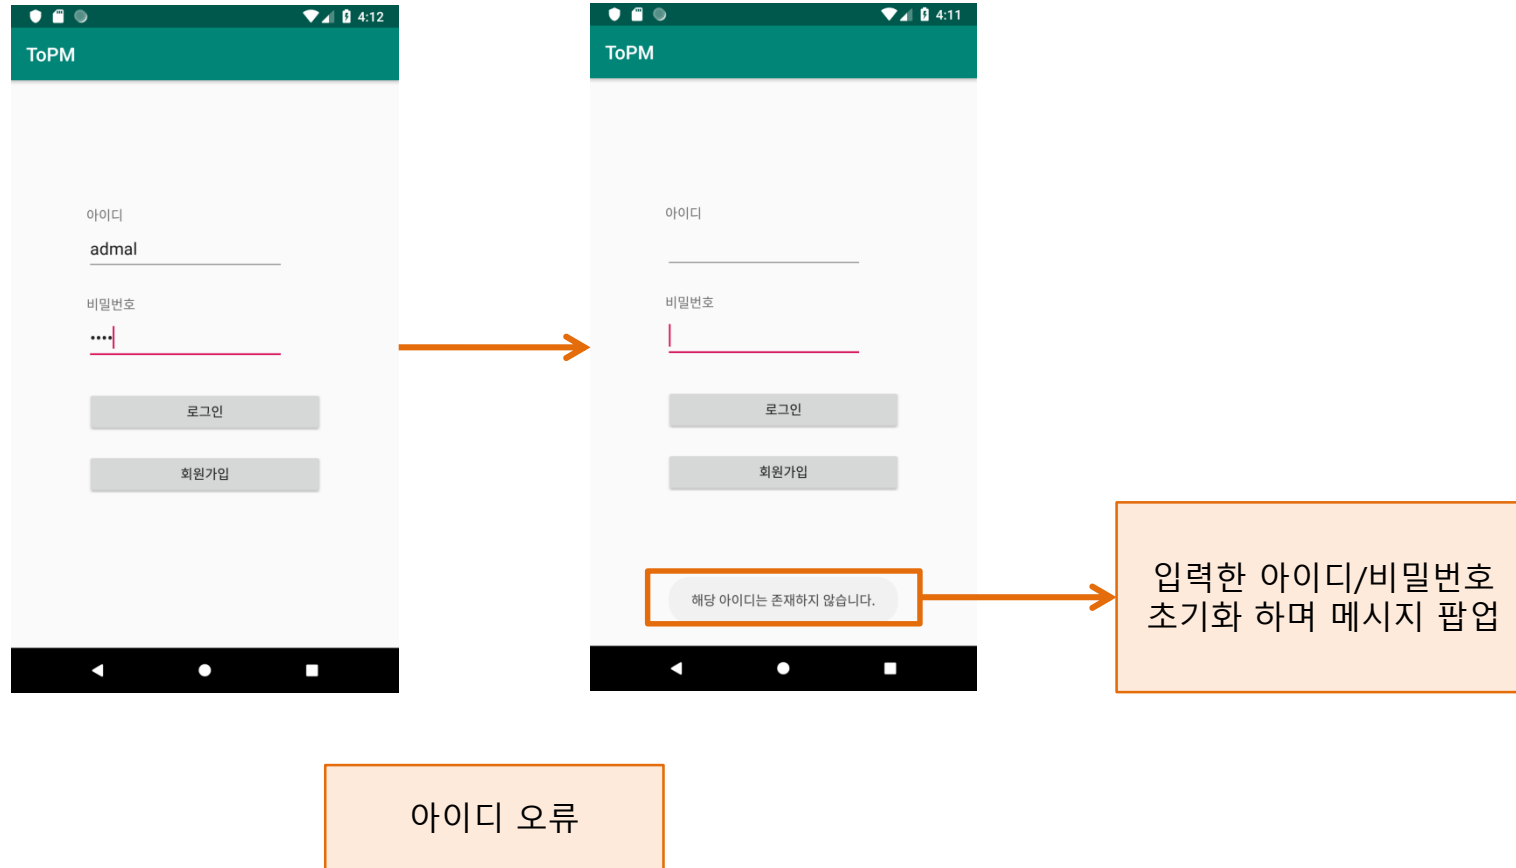 4:12
ToPM
아이디
admal
비밀번호
••••
로그인
회원가입
4:11
ToPM
아이디
비밀번호
로그인
회원가입
해당 아이디는 존재하지 않습니다.
입력한 아이디/비밀번호
초기화 하며 메시지 팝업
아이디 오류